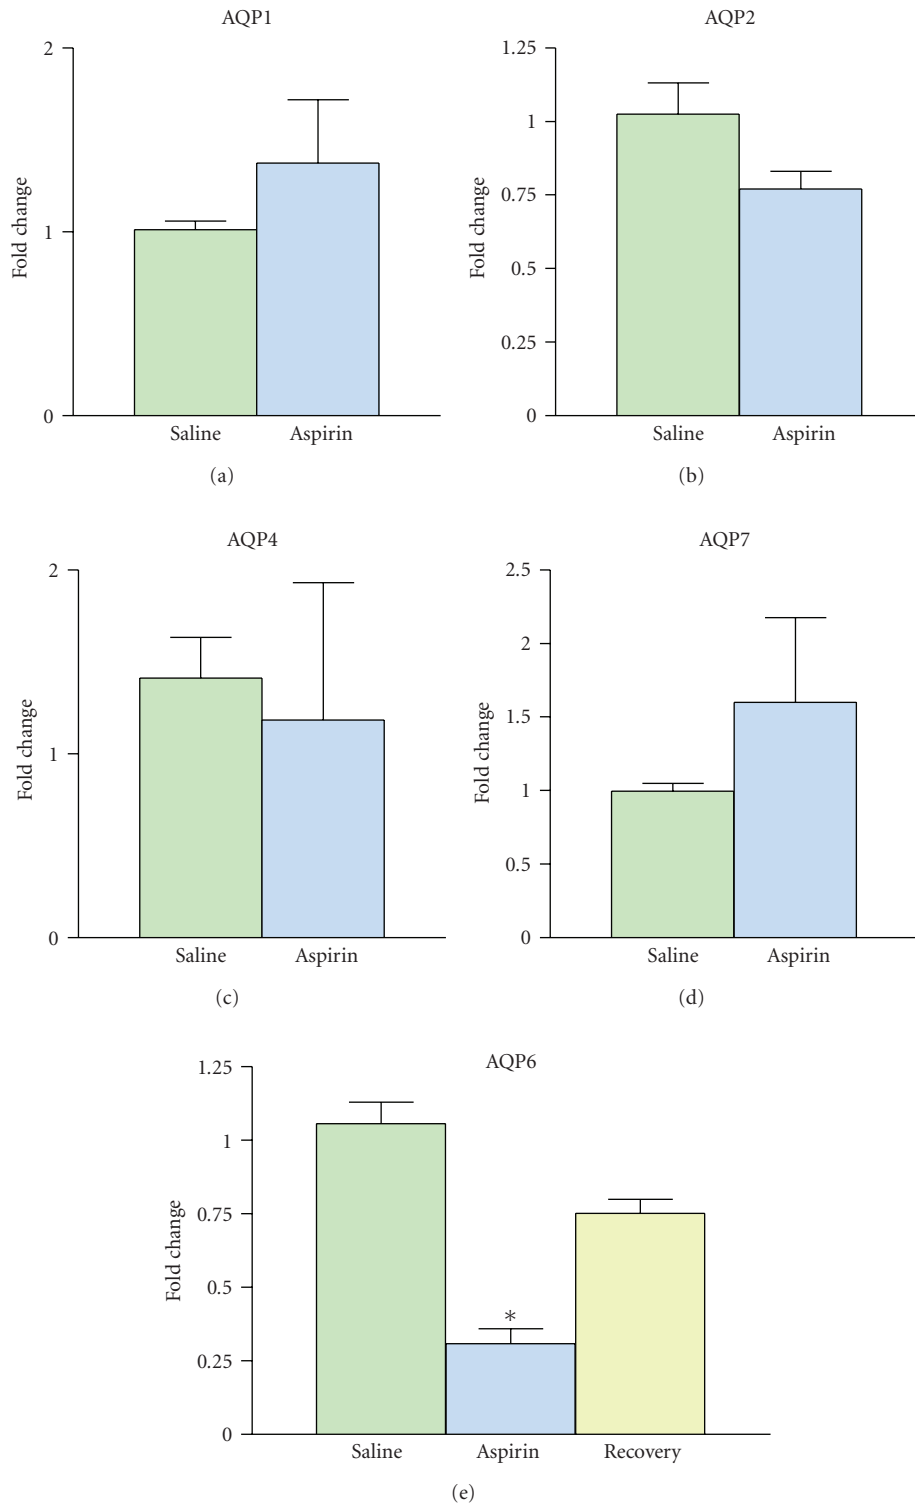 AQP1
2
1
0
Fold change
Saline Aspirin
(a)
AQP2
1.25
1
0.75
0.5
0.25
0
Fold change
Saline Aspirin
(b)
AQP4
2
1
0
Fold change
Saline Aspirin
(c)
AQP7
2.5
2
1.5
1
0.5
0
Fold change
Saline Aspirin
(d)
AQP6
1.25
1
0.75
0.5
0.25
0
Fold change
*
Saline Aspirin Recovery
(e)